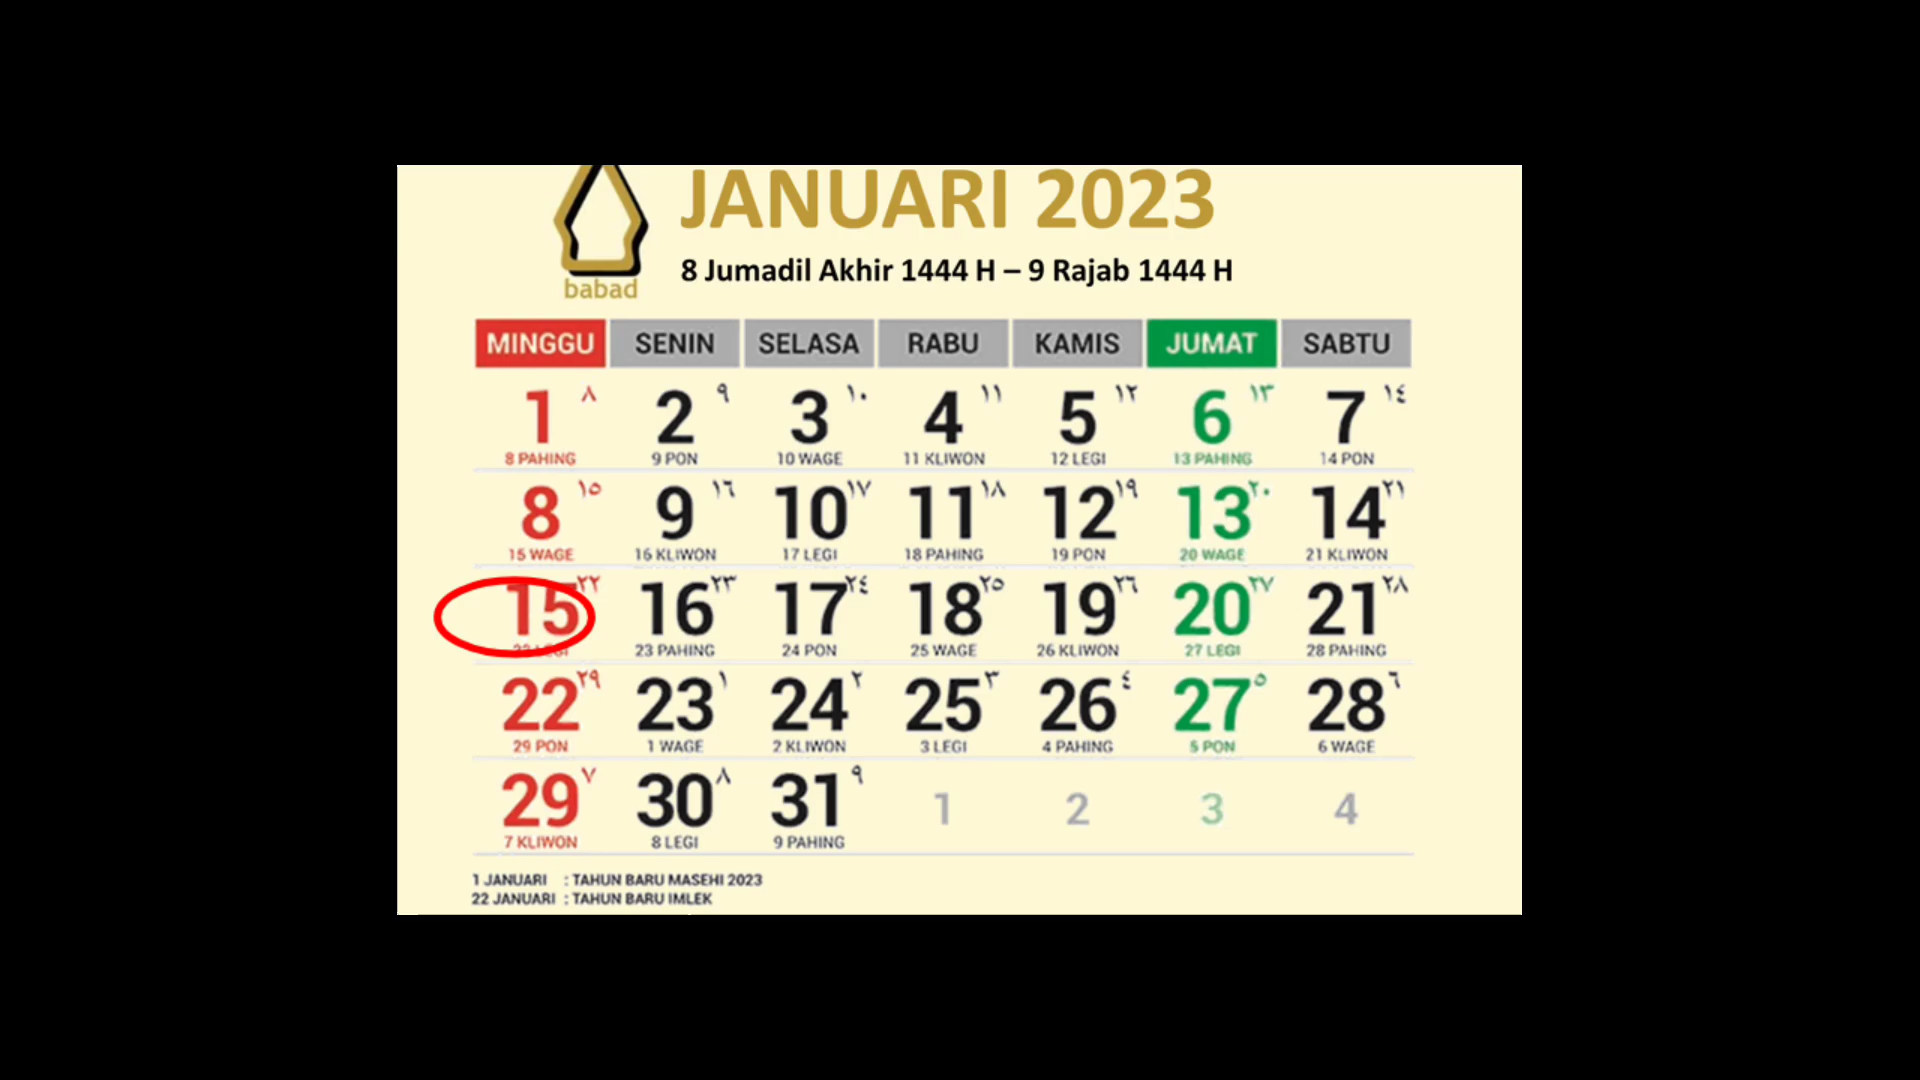 JANUARI 2023
8 Jumadil Akhir 1444 H – 9 Rajab 1444 H
babad
MINGGU SENIN SELASA RABU KAMIS JUMAT SABTU
1 ٨ 2 ٩ 3 ١٠ 4 ١١ 5 ١٢ 6 ١٣ 7 ١٤
8 PAHING 9 PON 10 WAGE 11 KLIWON 12 LEGI 13 PAHING 14 PON
8 ١٥ 9 ١٦ 10 ١٧ 11 ١٨ 12 ١٩ 13 ٢٠ 14 ٢١
15 WAGE 16 KLIWON 17 LEGI 18 PAHING 19 PON 20 WAGE 21 KLIWON
15 ٢٢ 16 ٢٣ 17 ٢٤ 18 ٢٥ 19 ٢٦ 20 ٢٧ 21 ٢٨
22 LEGI 23 PAHING 24 PON 25 WAGE 26 KLIWON 27 LEGI 28 PAHING
22 ٢٩ 23 ١ 24 ٢ 25 ٣ 26 ٤ 27 ٥ 28 ٦
29 PON 1 WAGE 2 KLIWON 3 LEGI 4 PAHING 5 PON 6 WAGE
29 ٧ 30 ٨ 31 ٩ 1 2 3 4
7 KLIWON 8 LEGI 9 PAHING
1 JANUARI : TAHUN BARU MASEHI 2023
22 JANUARI : TAHUN BARU IMLEK